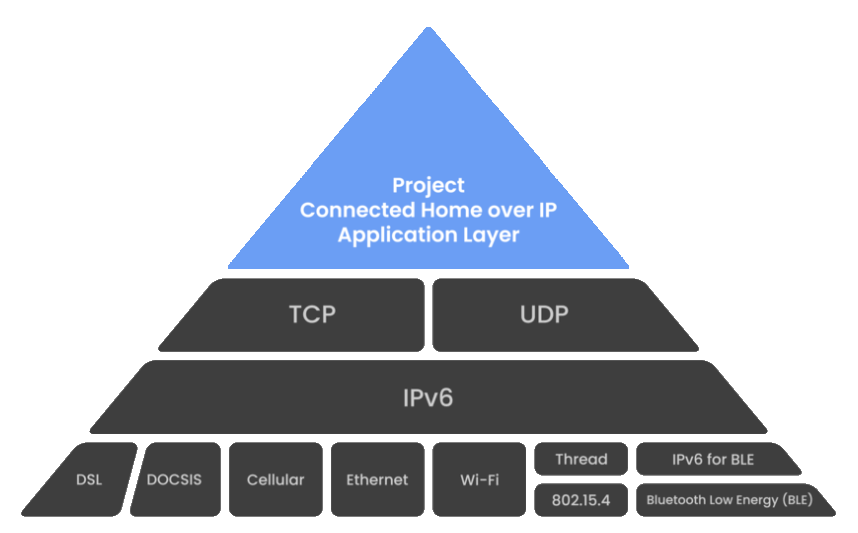 Project
Connected Home over IP
Application Layer
TCP
UDP
IPv6
DSL
DOCSIS
Cellular
Ethernet
Wi-Fi
Thread
802.15.4
IPv6 for BLE
Bluetooth Low Energy (BLE)